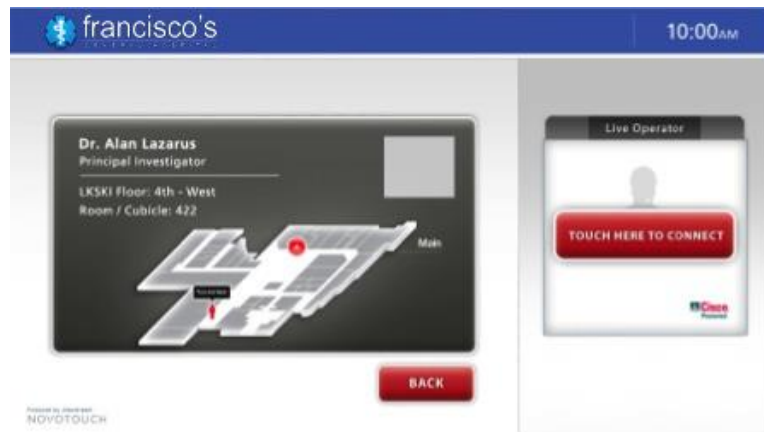 francisco's
10:00AM
Dr. Alan Lazarus
Principal Investigator
LKSKI Floor: 4th - West
Room / Cubicle: 422
Main
BACK
Live Operator
TOUCH HERE TO CONNECT
Cisco
Powered
NOVOTOUCH